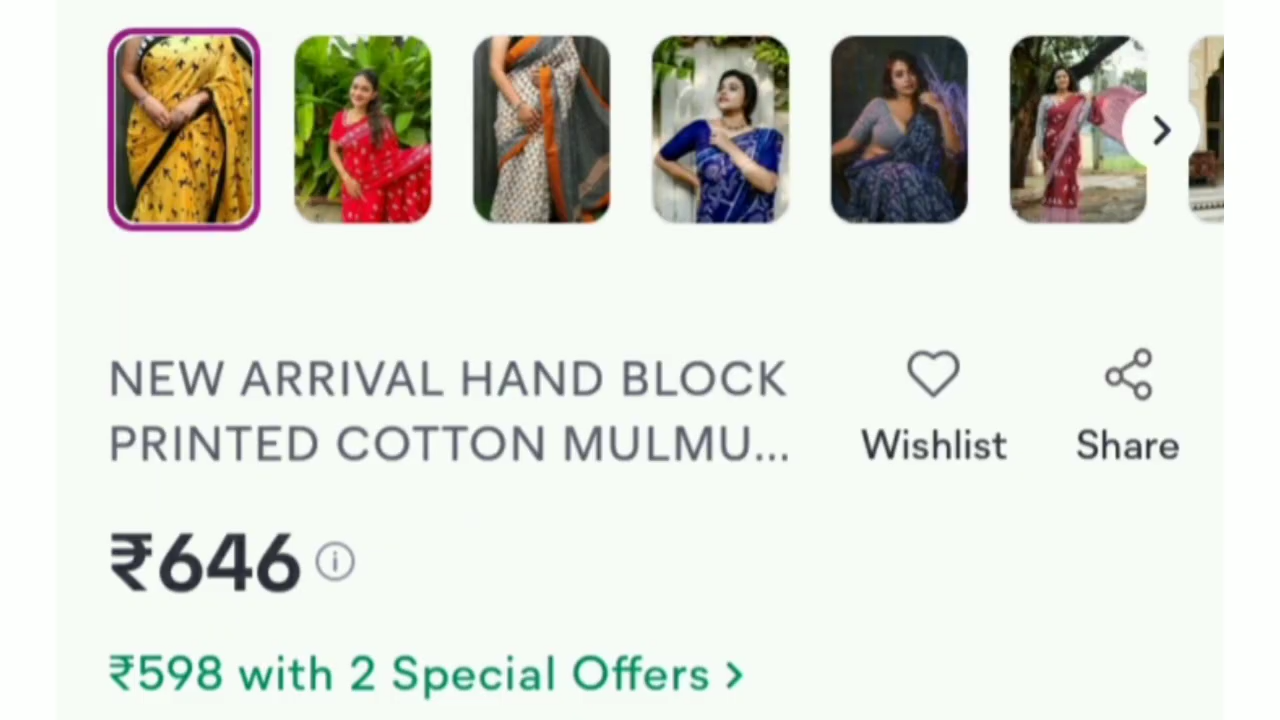 NEW ARRIVAL HAND BLOCK
PRINTED COTTON MULMU...
Wishlist
Share
₹646
₹598 with 2 Special Offers >